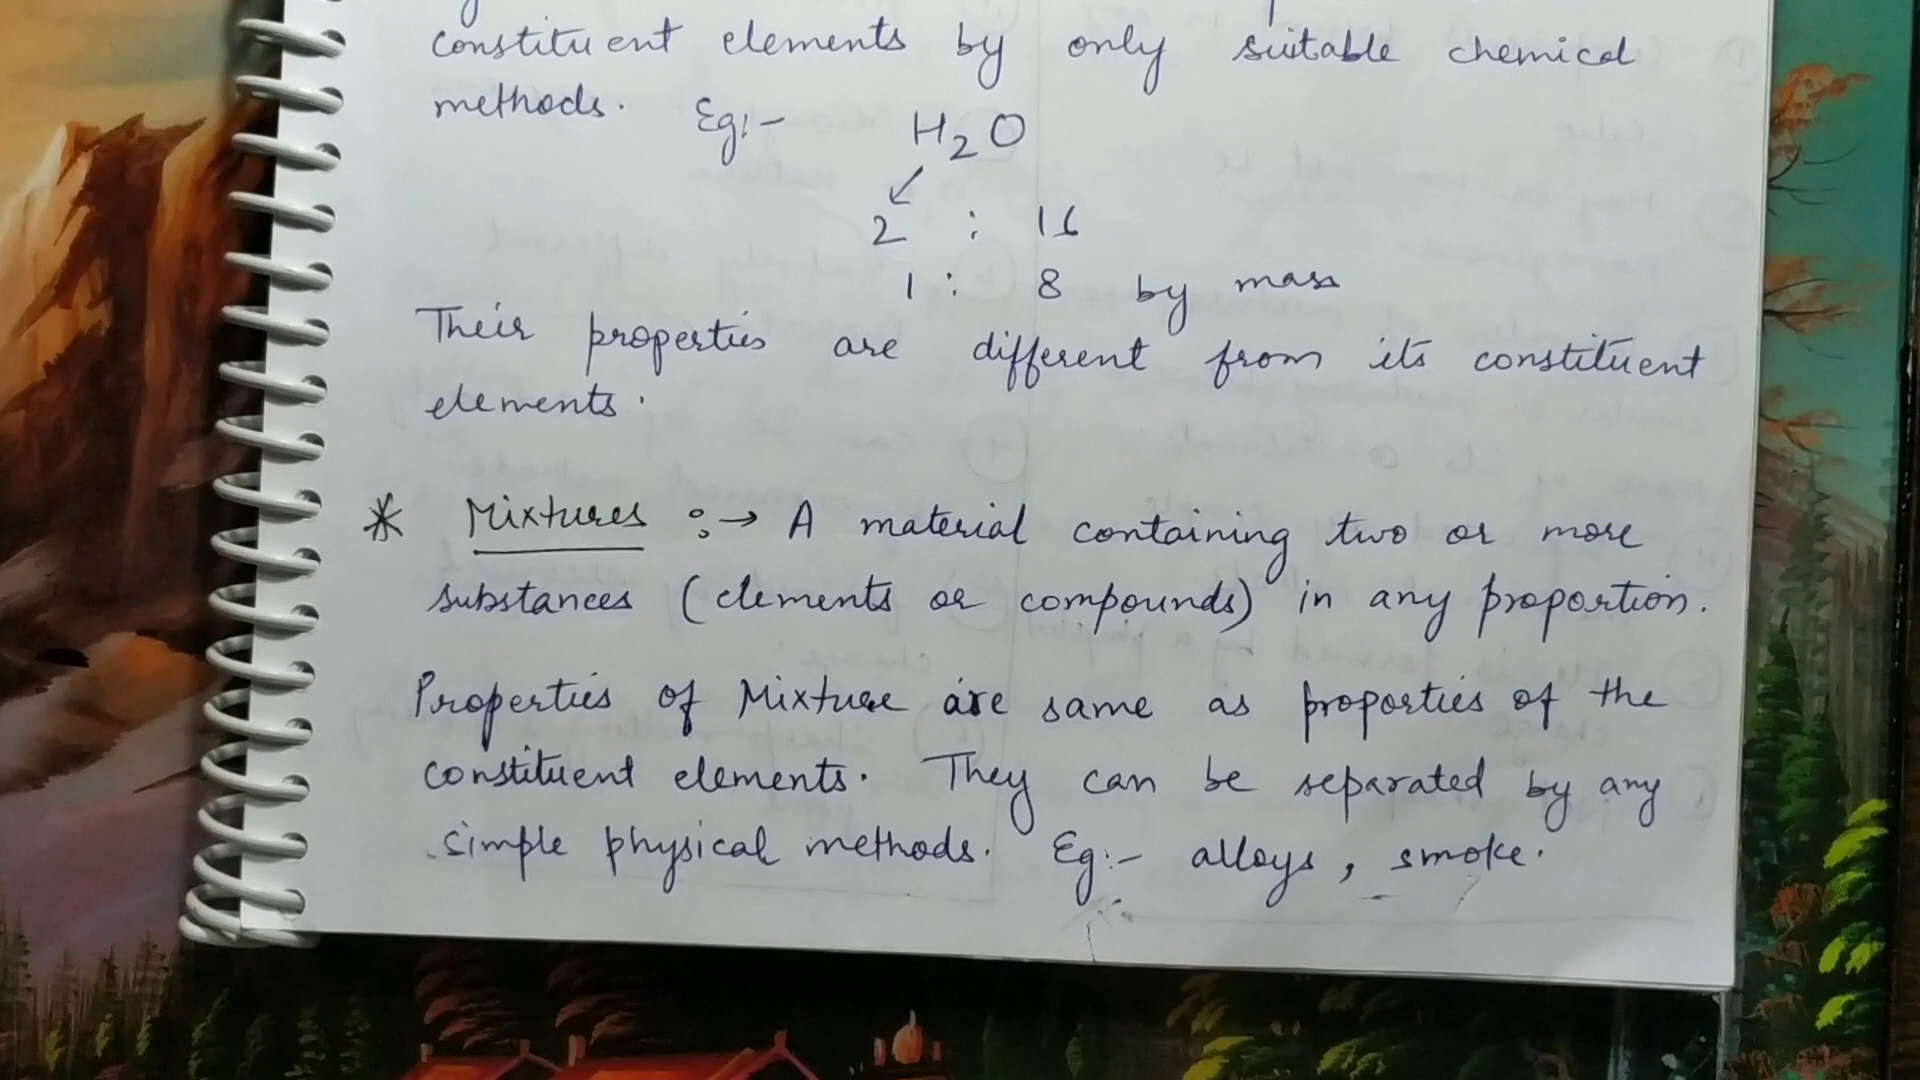 constituent elements by only suitable chemical
methods. Eg:- H₂O
2 : 16
1 : 8 by mass
Their properties are different from its constituent
elements.
* Mixtures :→ A material containing two or more
substances (elements or compounds) in any proportion.
Properties of Mixture are same as properties of the
constituent elements. They can be separated by any
simple physical methods. Eg:- alloys, smoke.